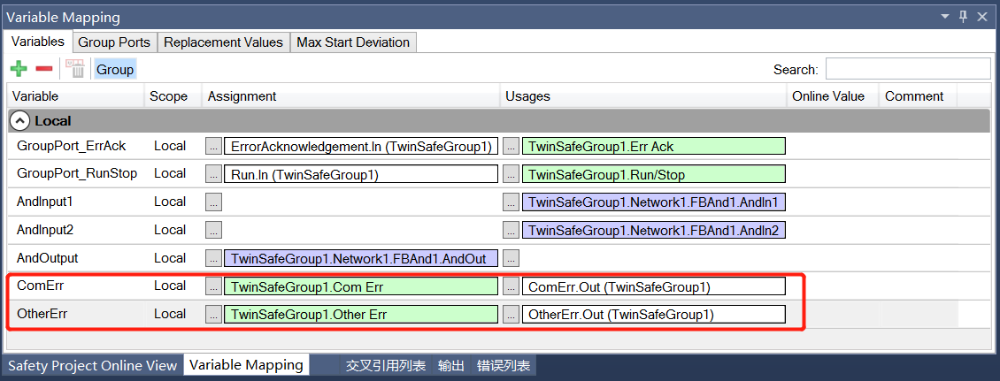 Variable Mapping
Variables Group Ports Replacement Values Max Start Deviation
Group Search:
Variable Scope Assignment Usages Online Value Comment
Local
GroupPort_ErrAck Local ... ErrorAcknowledgement.In (TwinSafeGroup1) ... TwinSafeGroup1.Err Ack
GroupPort_RunStop Local ... Run.In (TwinSafeGroup1) ... TwinSafeGroup1.Run/Stop
AndInput1 Local ... ... TwinSafeGroup1.Network1.FBAnd1.AndIn1
AndInput2 Local ... ... TwinSafeGroup1.Network1.FBAnd1.AndIn2
AndOutput Local ... TwinSafeGroup1.Network1.FBAnd1.AndOut ...
ComErr Local ... TwinSafeGroup1.Com Err ... ComErr.Out (TwinSafeGroup1)
OtherErr Local ... TwinSafeGroup1.Other Err ... OtherErr.Out (TwinSafeGroup1)
Safety Project Online View Variable Mapping 交叉引用列表 输出 错误列表